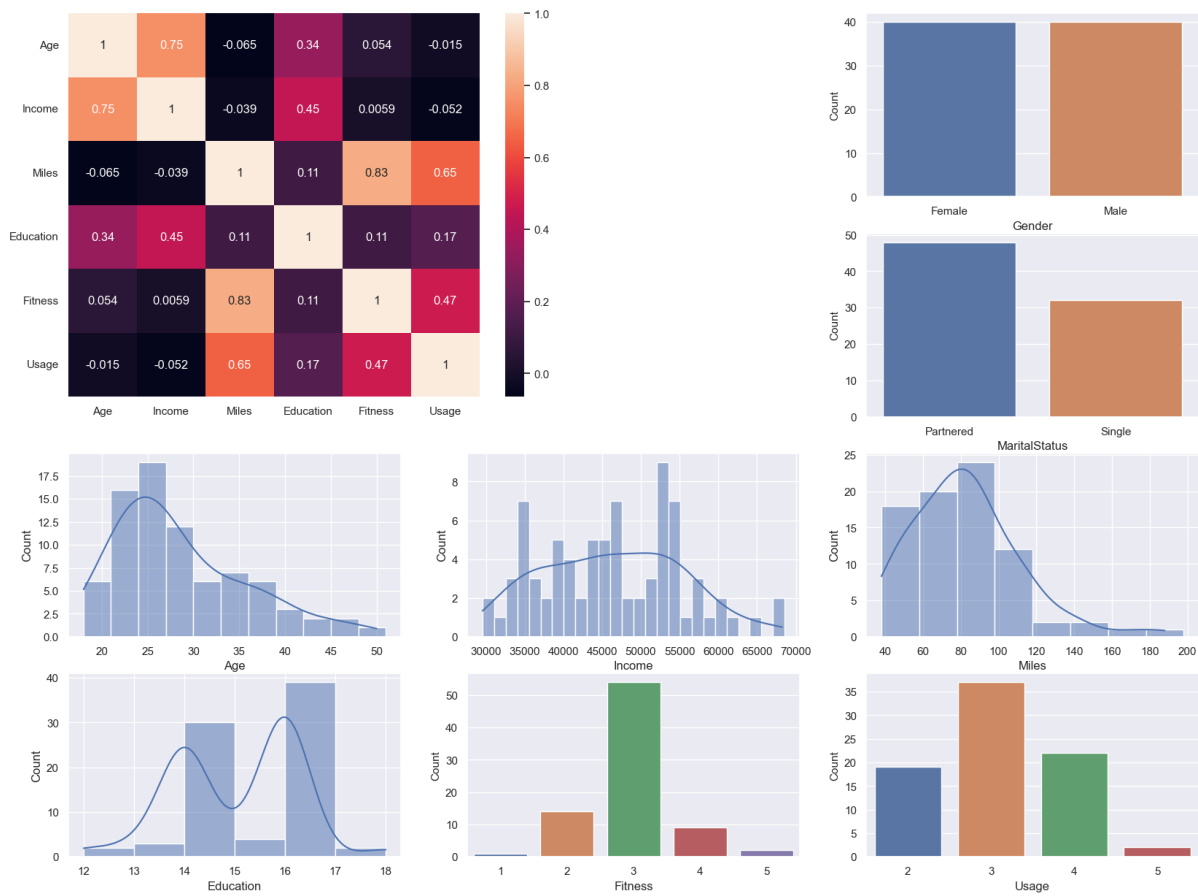 Age 1 0.75 -0.065 0.34 0.054 -0.015
Income 0.75 1 -0.039 0.45 0.0059 -0.052
Miles -0.065 -0.039 1 0.11 0.83 0.65
Education 0.34 0.45 0.11 1 0.11 0.17
Fitness 0.054 0.0059 0.83 0.11 1 0.47
Usage -0.015 -0.052 0.65 0.17 0.47 1
Age Income Miles Education Fitness Usage
1.0
0.8
0.6
0.4
0.2
0.0
40
30
20
10
0
Count
Female Male
Gender
50
40
30
20
10
0
Count
Partnered Single
MaritalStatus
17.5
15.0
12.5
10.0
7.5
5.0
2.5
0.0
Count
20 25 30 35 40 45 50
Age
8
6
4
2
0
Count
30000 35000 40000 45000 50000 55000 60000 65000 70000
Income
25
20
15
10
5
0
Count
40 60 80 100 120 140 160 180 200
Miles
40
30
20
10
0
Count
12 13 14 15 16 17 18
Education
50
40
30
20
10
0
Count
1 2 3 4 5
Fitness
35
30
25
20
15
10
5
0
Count
2 3 4 5
Usage